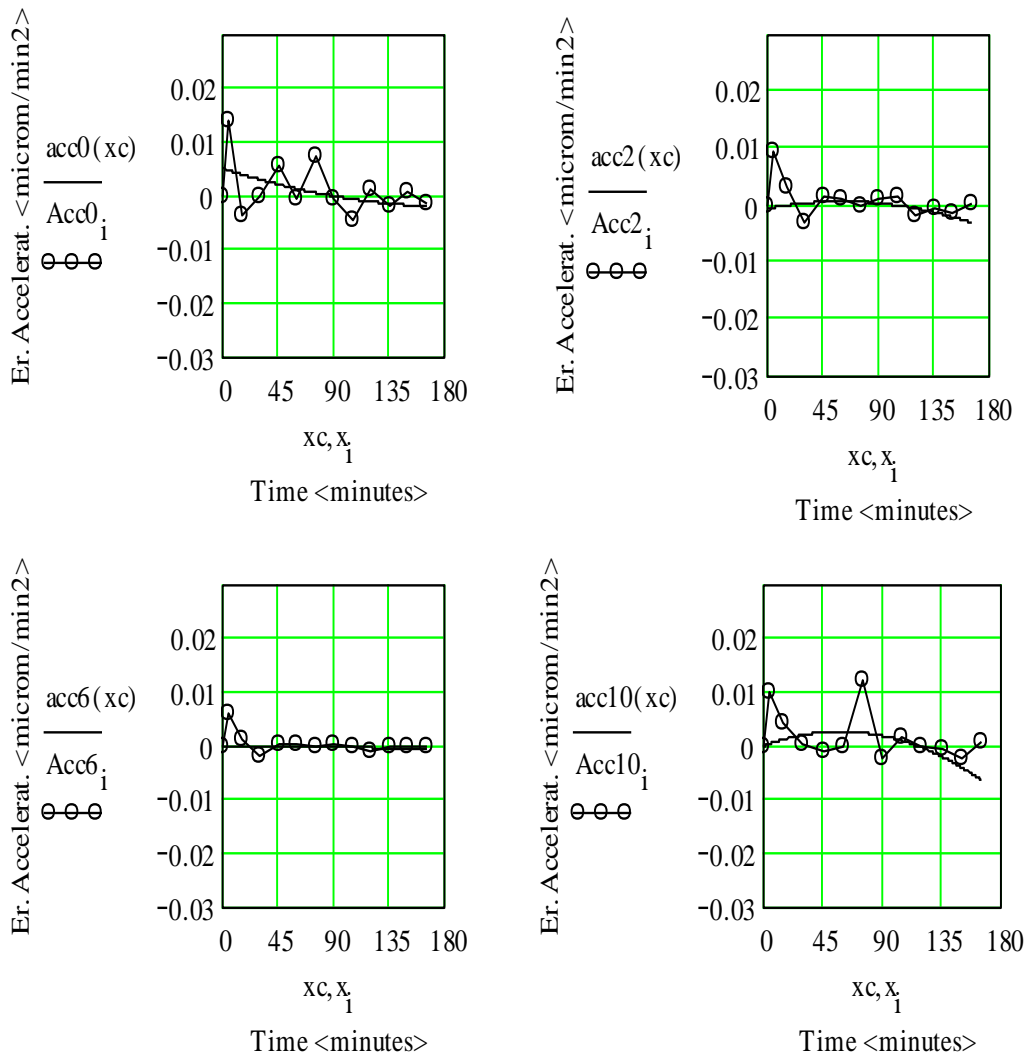 Er. Accelerat. <microm/min2>
acc0(xc)
Acc0i
0.02
0.01
0
−0.01
−0.02
−0.03
0 45 90 135 180
xc, xi
Time <minutes>
Er. Accelerat. <microm/min2>
acc2(xc)
Acc2i
0.02
0.01
0
−0.01
−0.02
−0.03
0 45 90 135 180
xc, xi
Time <minutes>
Er. Accelerat. <microm/min2>
acc6(xc)
Acc6i
0.02
0.01
0
−0.01
−0.02
−0.03
0 45 90 135 180
xc, xi
Time <minutes>
Er. Accelerat. <microm/min2>
acc10(xc)
Acc10i
0.02
0.01
0
−0.01
−0.02
−0.03
0 45 90 135 180
xc, xi
Time <minutes>